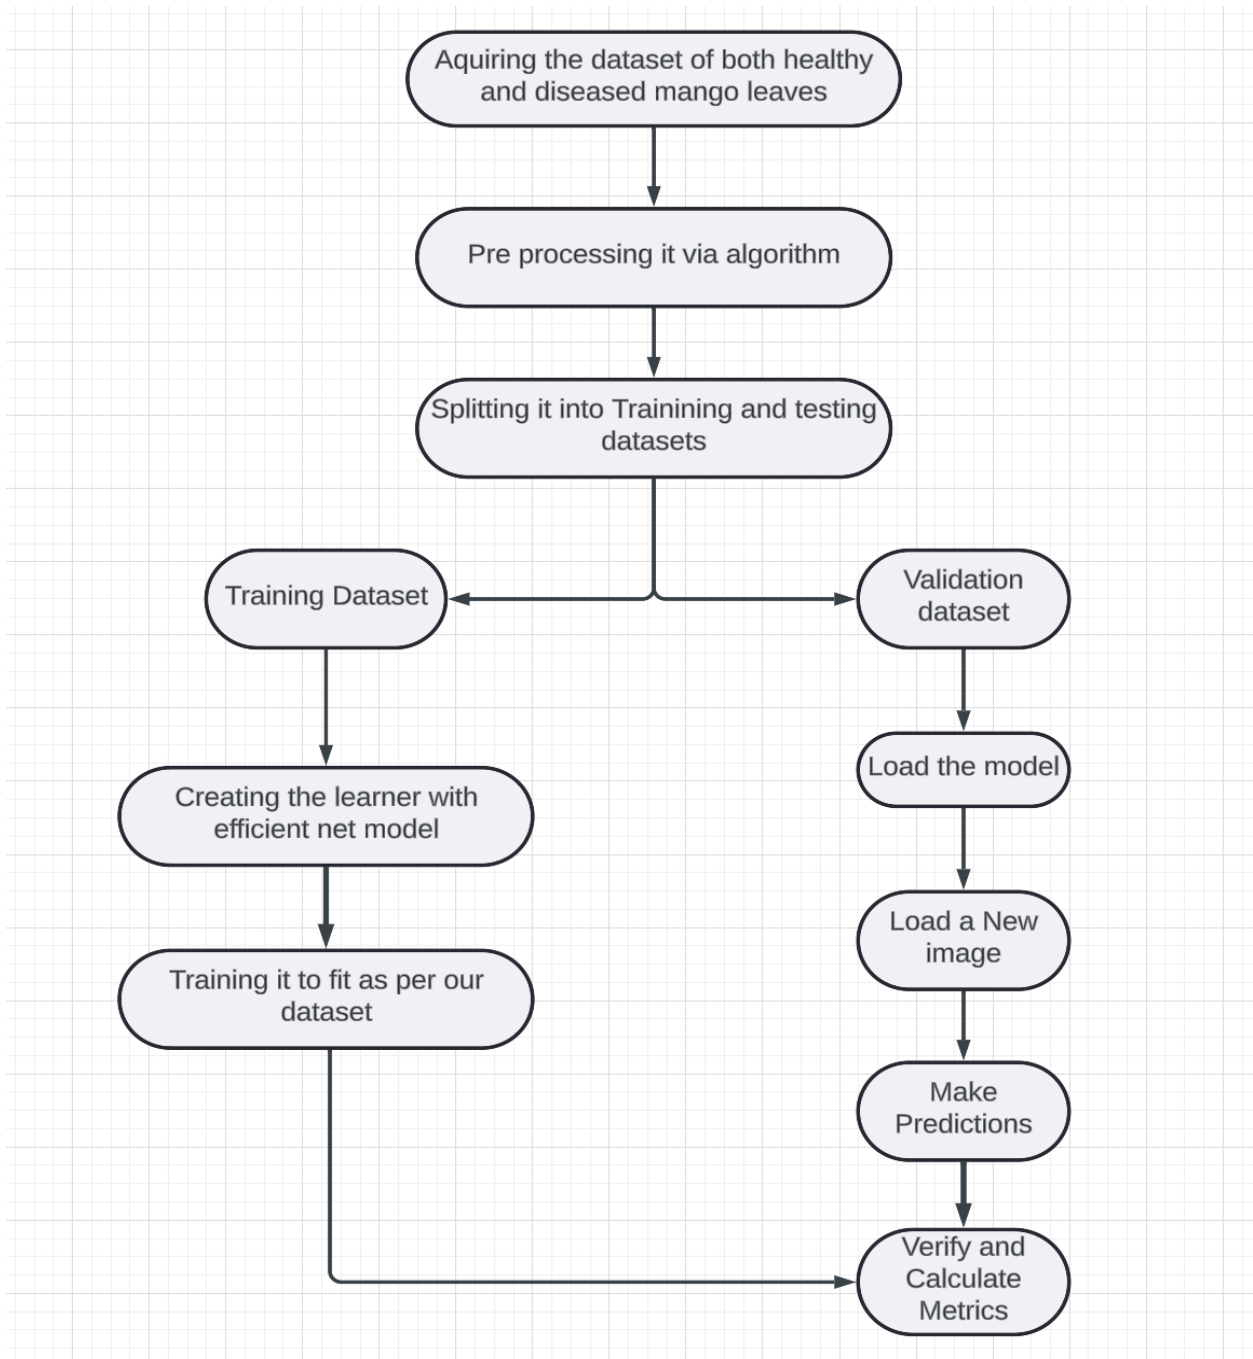 Aquiring the dataset of both healthy
and diseased mango leaves
Pre processing it via algorithm
Splitting it into Trainining and testing
datasets
Training Dataset
Validation
dataset
Creating the learner with
efficient net model
Training it to fit as per our
dataset
Load the model
Load a New
image
Make
Predictions
Verify and
Calculate
Metrics